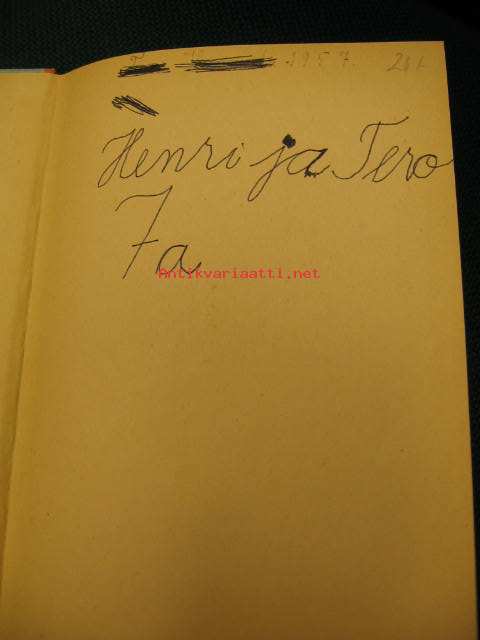 1957.
Henri ja Tero
7a
Antikvariaatti.net